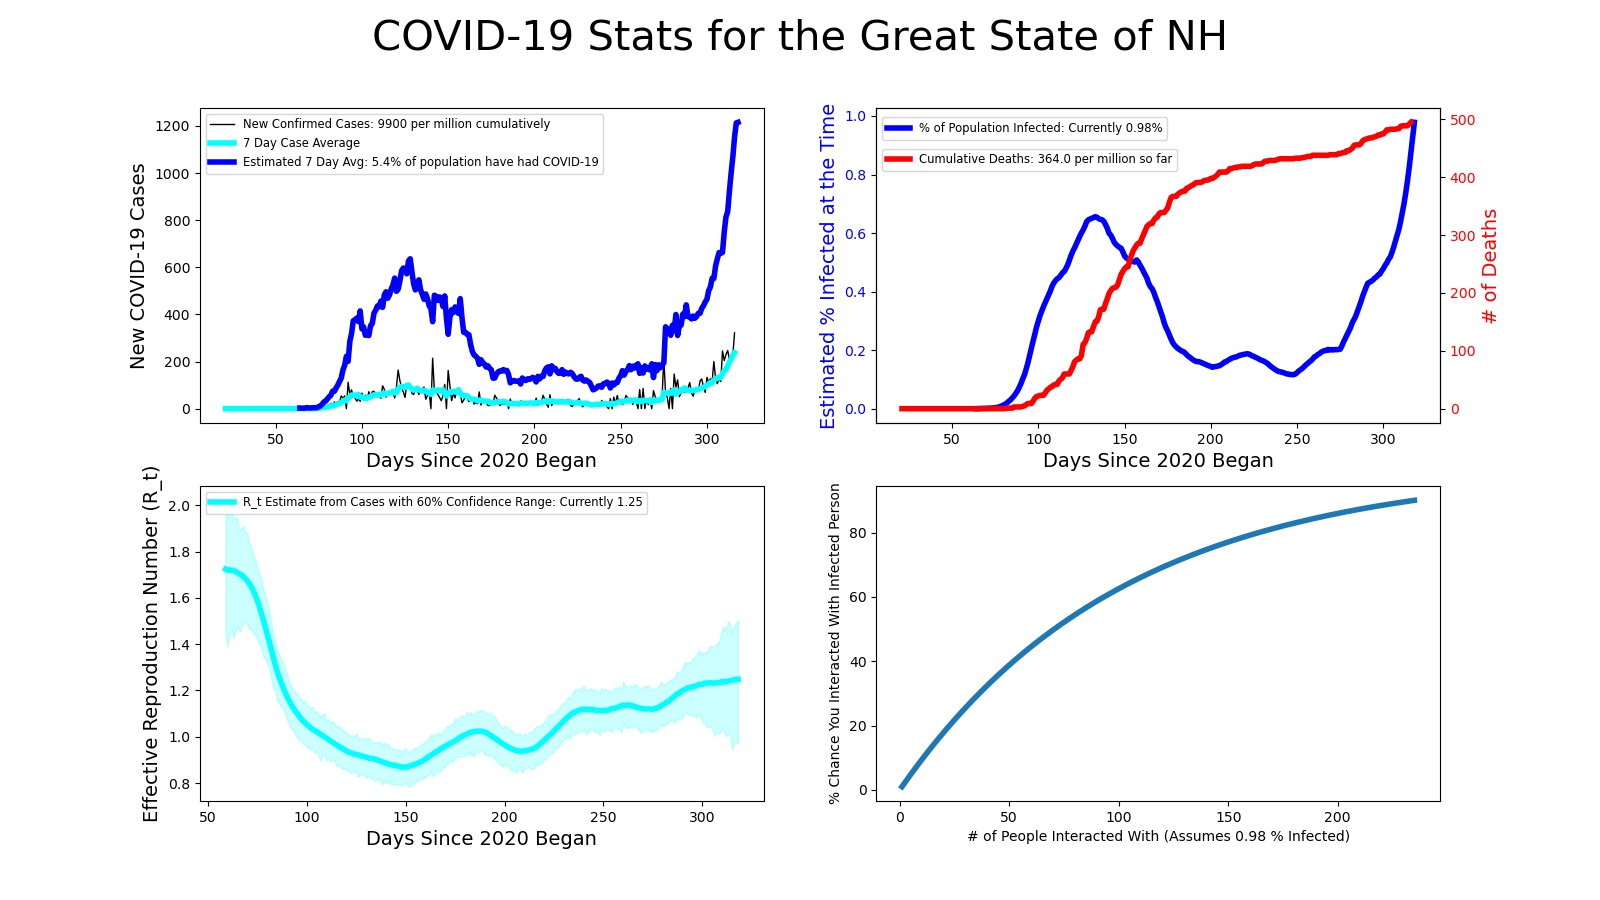 COVID-19 Stats for the Great State of NH
New COVID-19 Cases
1200
1000
800
600
400
200
0
New Confirmed Cases: 9900 per million cumulatively
7 Day Case Average
Estimated 7 Day Avg: 5.4% of population have had COVID-19
50 100 150 200 250 300
Days Since 2020 Began
Estimated % Infected at the Time
1.0
0.8
0.6
0.4
0.2
0.0
% of Population Infected: Currently 0.98%
Cumulative Deaths: 364.0 per million so far
500
400
300
200
100
0
# of Deaths
50 100 150 200 250 300
Days Since 2020 Began
Effective Reproduction Number (R_t)
2.0
1.8
1.6
1.4
1.2
1.0
0.8
R_t Estimate from Cases with 60% Confidence Range: Currently 1.25
50 100 150 200 250 300
Days Since 2020 Began
% Chance You Interacted With Infected Person
80
60
40
20
0
0 50 100 150 200
# of People Interacted With (Assumes 0.98 % Infected)